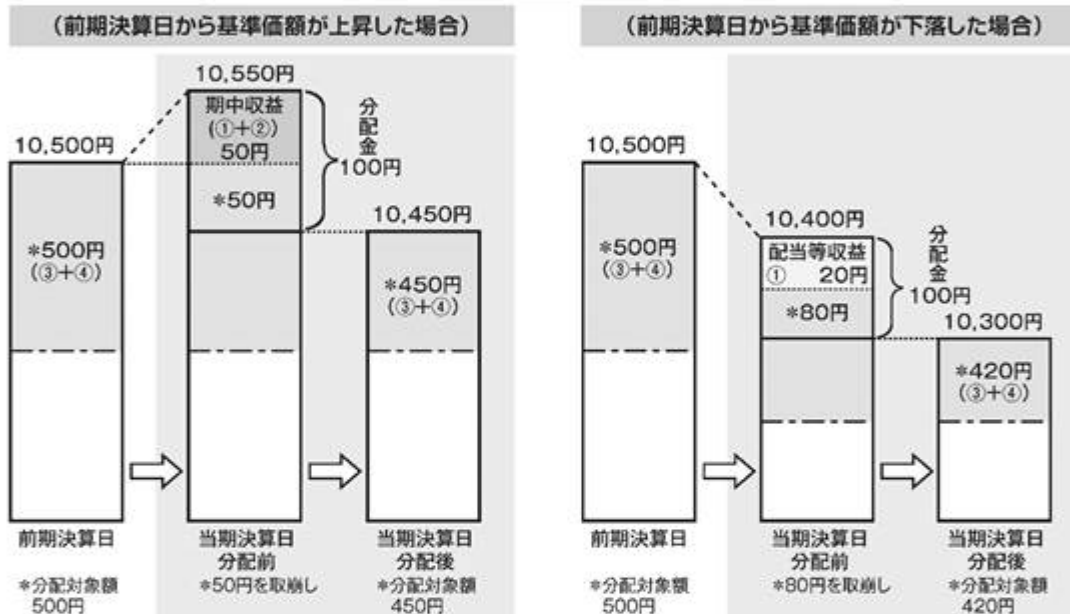 (前期決算日から基準価額が上昇した場合)
10,550円
期中収益
(①+②)
50円
*50円
分配金
100円
10,500円
*500円
(③+④)
10,450円
*450円
(③+④)
前期決算日
当期決算日
分配前
当期決算日
分配後
*分配対象額
500円
*50円を取崩し
*分配対象額
450円
(前期決算日から基準価額が下落した場合)
10,500円
*500円
(③+④)
10,400円
配当等収益
① 20円
*80円
分配金
100円
10,300円
*420円
(③+④)
前期決算日
当期決算日
分配前
当期決算日
分配後
*分配対象額
500円
*80円を取崩し
*分配対象額
420円